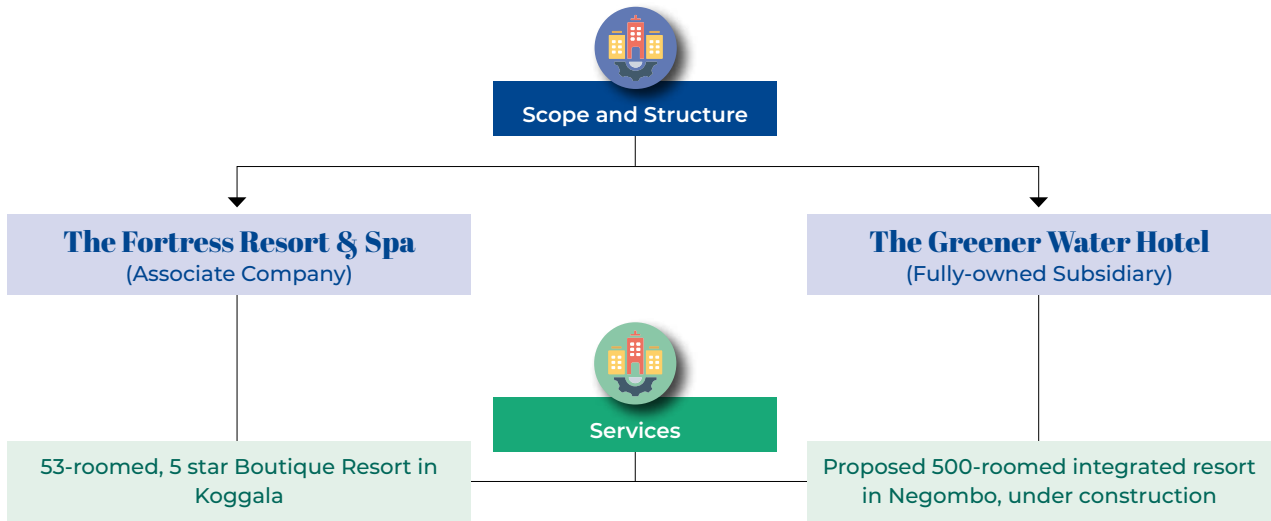 Scope and Structure
The Fortress Resort & Spa
(Associate Company)
The Greener Water Hotel
(Fully-owned Subsidiary)
Services
53-roomed, 5 star Boutique Resort in
Koggala
Proposed 500-roomed integrated resort
in Negombo, under construction